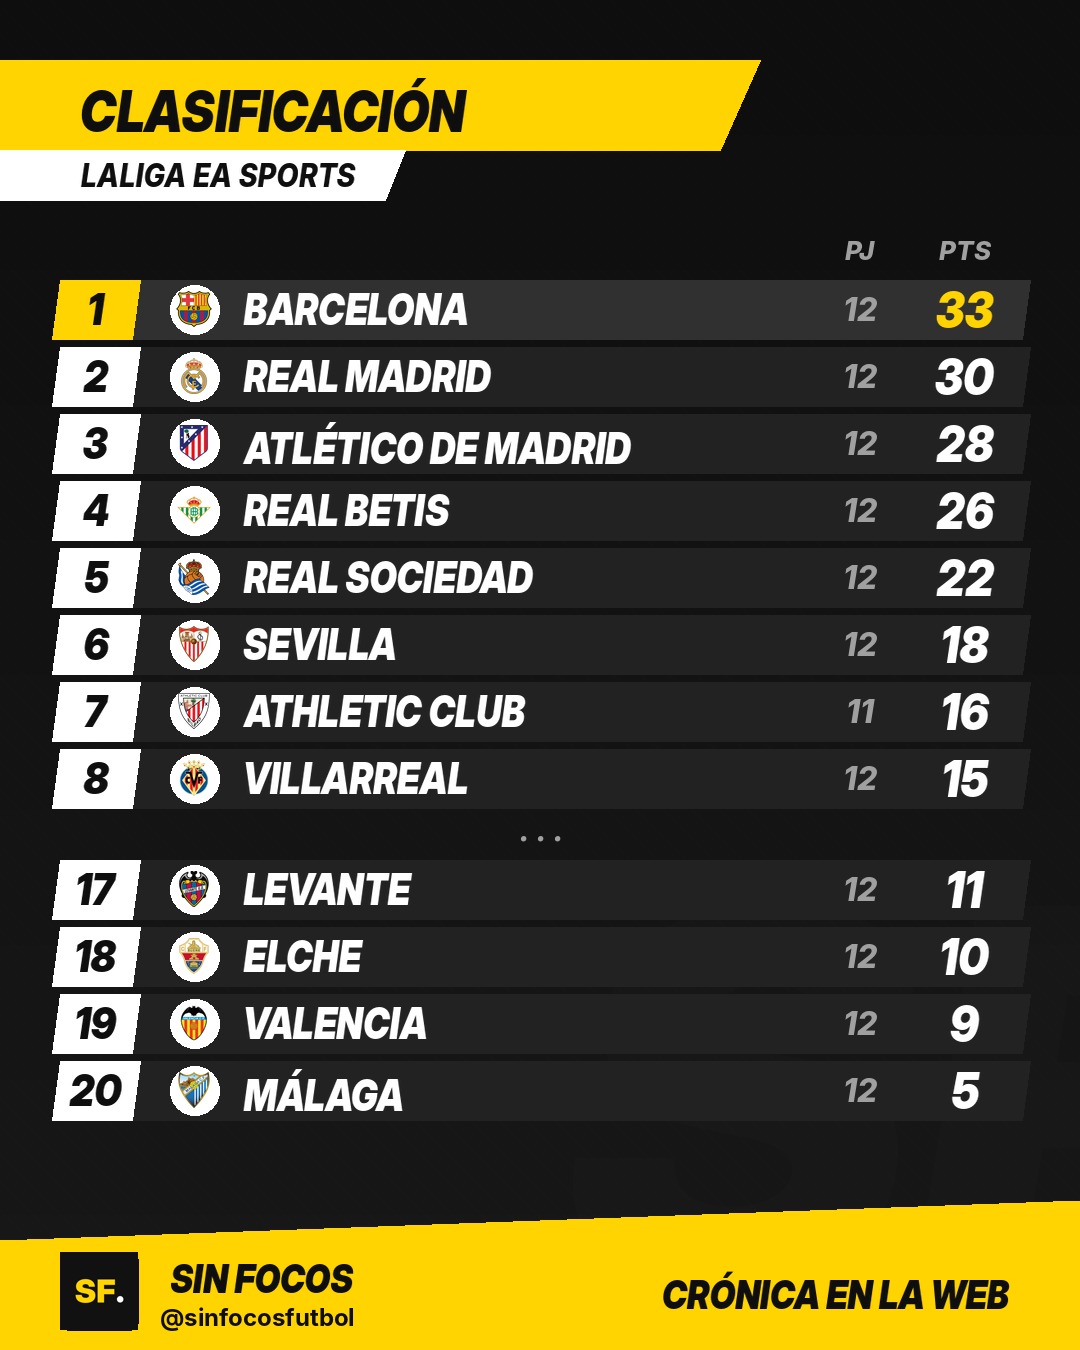 CLASIFICACIÓN
LALIGA EA SPORTS
PJ PTS
1 BARCELONA 12 33
2 REAL MADRID 12 30
3 ATLÉTICO DE MADRID 12 28
4 REAL BETIS 12 26
5 REAL SOCIEDAD 12 22
6 SEVILLA 12 18
7 ATHLETIC CLUB 11 16
8 VILLARREAL 12 15
...
17 LEVANTE 12 11
18 ELCHE 12 10
19 VALENCIA 12 9
20 MÁLAGA 12 5
SF. SIN FOCOS
@sinfocosfutbol
CRÓNICA EN LA WEB